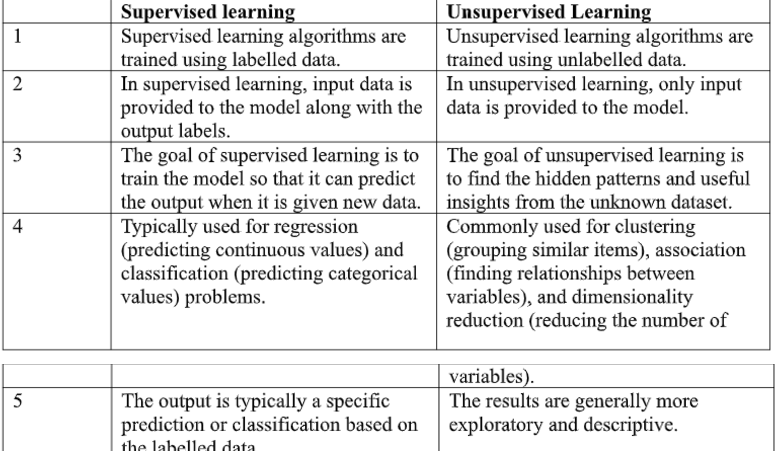 Supervised learning
Unsupervised Learning
1
Supervised learning algorithms are
trained using labelled data.
Unsupervised learning algorithms are
trained using unlabelled data.
2
In supervised learning, input data is
provided to the model along with the
output labels.
In unsupervised learning, only input
data is provided to the model.
3
The goal of supervised learning is to
train the model so that it can predict
the output when it is given new data.
The goal of unsupervised learning is
to find the hidden patterns and useful
insights from the unknown dataset.
4
Typically used for regression
(predicting continuous values) and
classification (predicting categorical
values) problems.
Commonly used for clustering
(grouping similar items), association
(finding relationships between
variables), and dimensionality
reduction (reducing the number of
variables).
5
The output is typically a specific
prediction or classification based on
the labelled data
The results are generally more
exploratory and descriptive.